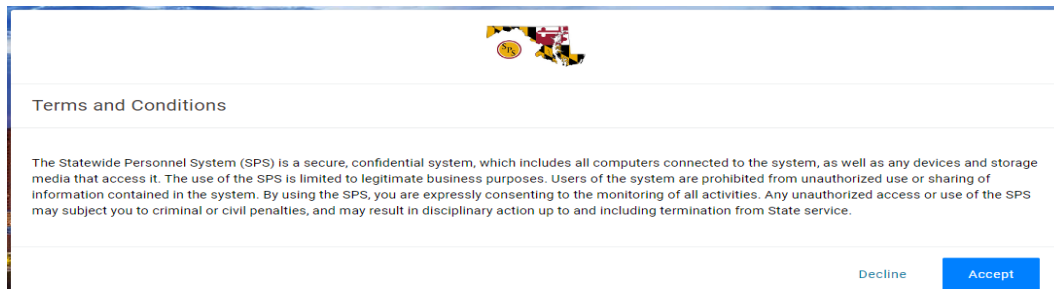 SPS
Terms and Conditions
The Statewide Personnel System (SPS) is a secure, confidential system, which includes all computers connected to the system, as well as any devices and storage
media that access it. The use of the SPS is limited to legitimate business purposes. Users of the system are prohibited from unauthorized use or sharing of
information contained in the system. By using the SPS, you are expressly consenting to the monitoring of all activities. Any unauthorized access or use of the SPS
may subject you to criminal or civil penalties, and may result in disciplinary action up to and including termination from State service.
Decline Accept